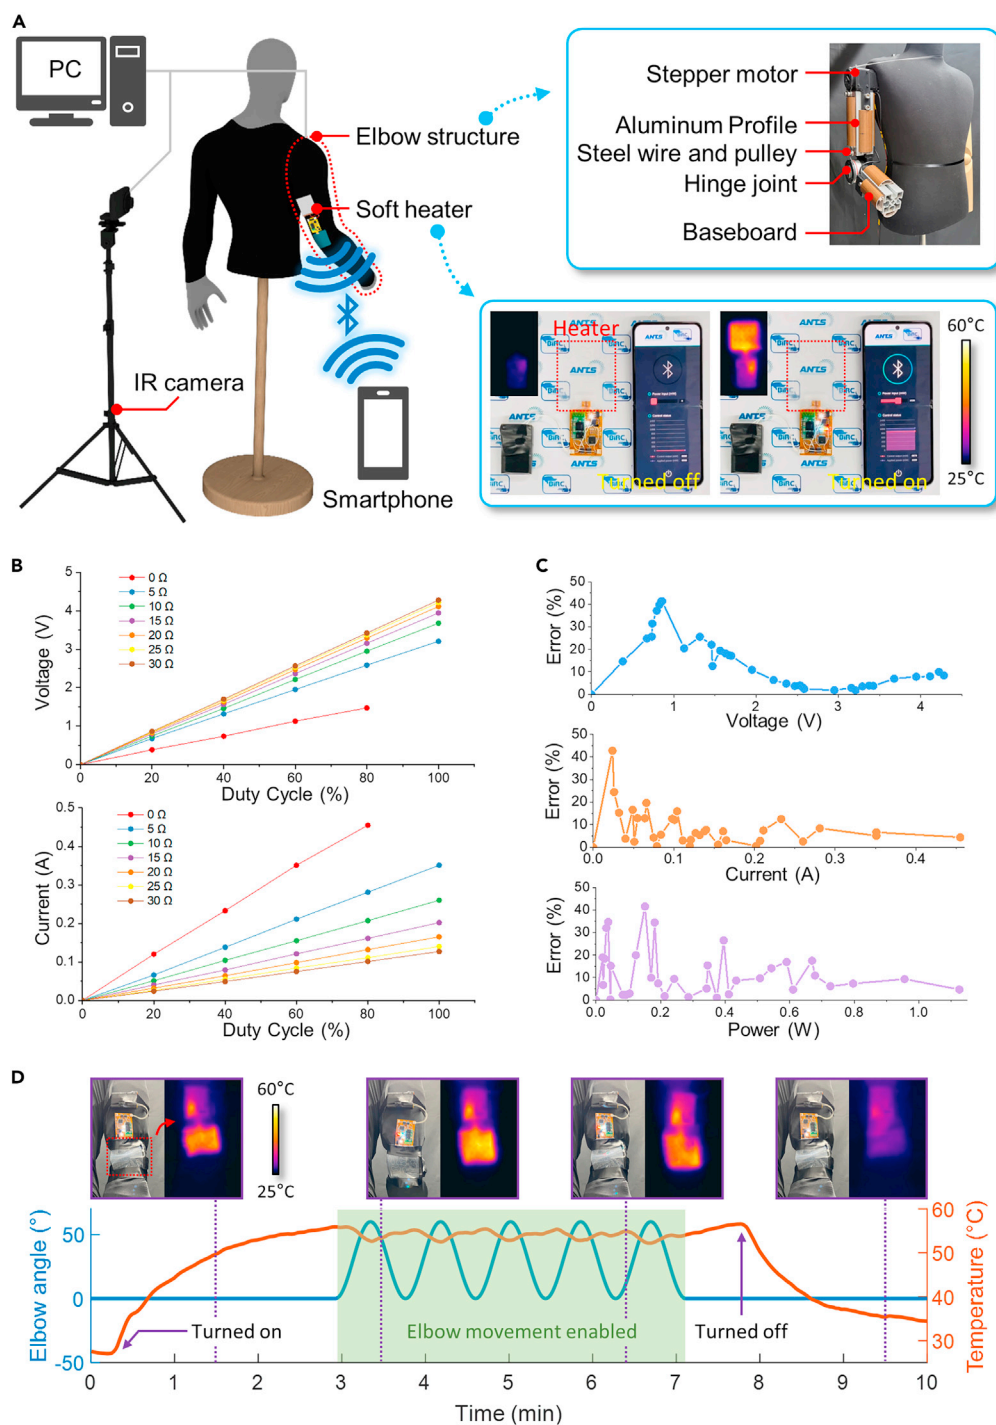 A
PC
Elbow structure
Soft heater
IR camera
Smartphone
Stepper motor
Aluminum Profile
Steel wire and pulley
Hinge joint
Baseboard
Heater
ANTS
BINC
Turned off
Turned on
60°C
25°C
B
Voltage (V)
5
4
3
2
1
0
0 Ω
5 Ω
10 Ω
15 Ω
20 Ω
25 Ω
30 Ω
0 20 40 60 80 100
Duty Cycle (%)
Current (A)
0.5
0.4
0.3
0.2
0.1
0.0
0 Ω
5 Ω
10 Ω
15 Ω
20 Ω
25 Ω
30 Ω
0 20 40 60 80 100
Duty Cycle (%)
C
Error (%)
50
40
30
20
10
0
0 1 2 3 4
Voltage (V)
Error (%)
50
40
30
20
10
0
0.0 0.1 0.2 0.3 0.4
Current (A)
Error (%)
50
40
30
20
10
0
0.0 0.2 0.4 0.6 0.8 1.0
Power (W)
D
60°C
25°C
Elbow angle (°)
50
0
-50
Turned on
Elbow movement enabled
Turned off
60
50
40
30
Temperature (°C)
0 1 2 3 4 5 6 7 8 9 10
Time (min)